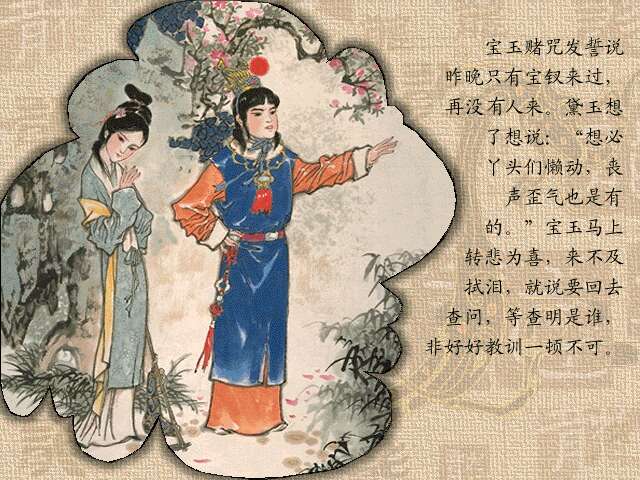 宝玉赌咒发誓说
昨晚只有宝钗来过，
再没有人来。黛玉想
了想说：“想必
丫头们懒动，丧
声歪气也是有
的。”宝玉马上
转悲为喜，来不及
拭泪，就说要回去
查问，等查明是谁，
非好好教训一顿不可。